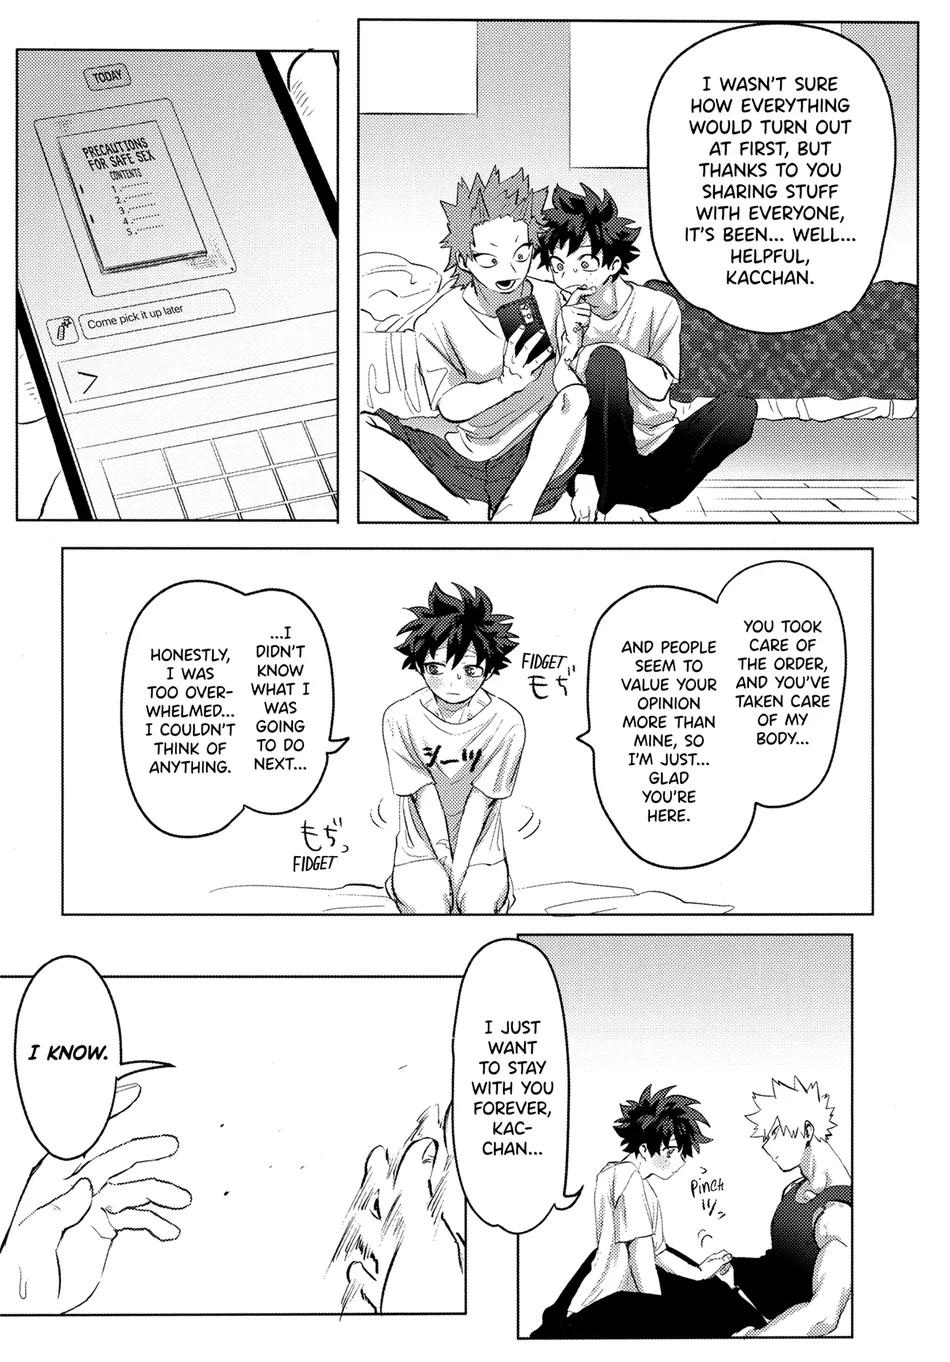 I WASN'T SURE
HOW EVERYTHING
WOULD TURN OUT
AT FIRST, BUT
THANKS TO YOU
SHARING STUFF
WITH EVERYONE,
IT'S BEEN... WELL...
HELPFUL,
KACCHAN.
TODAY
PRECAUTIONS
FOR SAFE SEX
CONTENTS
1.--------
2.--------
3.--------
4.--------
5.--------
Come pick it up later
YOU TOOK
CARE OF
THE ORDER,
AND YOU'VE
TAKEN CARE
OF MY
BODY...
AND PEOPLE
SEEM TO
VALUE YOUR
OPINION
MORE THAN
MINE, SO
I'M JUST...
GLAD
YOU'RE
HERE.
FIDGET
もぢ
シーツ
...I
DIDN'T
KNOW
WHAT I
WAS
GOING
TO DO
NEXT...
HONESTLY,
I WAS
TOO OVER-
WHELMED...
I COULDN'T
THINK OF
ANYTHING.
もぢっ
FIDGET
I JUST
WANT
TO STAY
WITH YOU
FOREVER,
KAC-
CHAN...
Pinch
I KNOW.